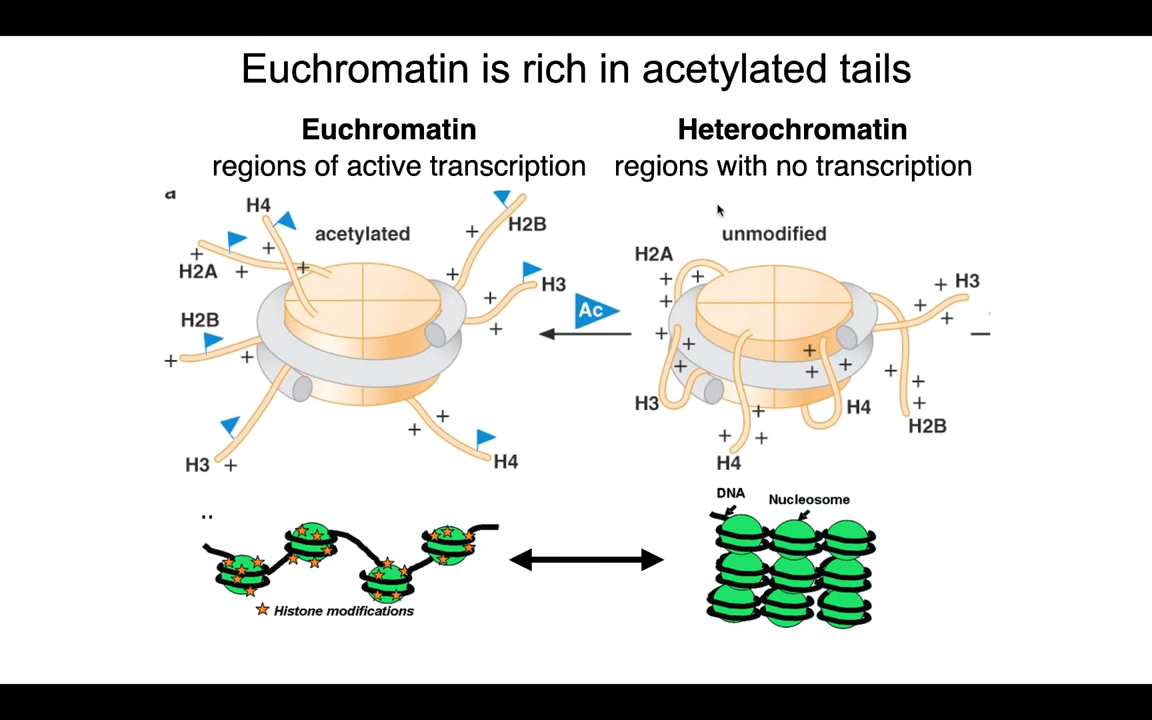 Euchromatin is rich in acetylated tails
Euchromatin
regions of active transcription
Heterochromatin
regions with no transcription
a
H4
acetylated
H2B
H2A
H3
H2B
H3
H4
Ac
unmodified
H2A
H3
H3
H4
H2B
H4
DNA
Nucleosome
Histone modifications